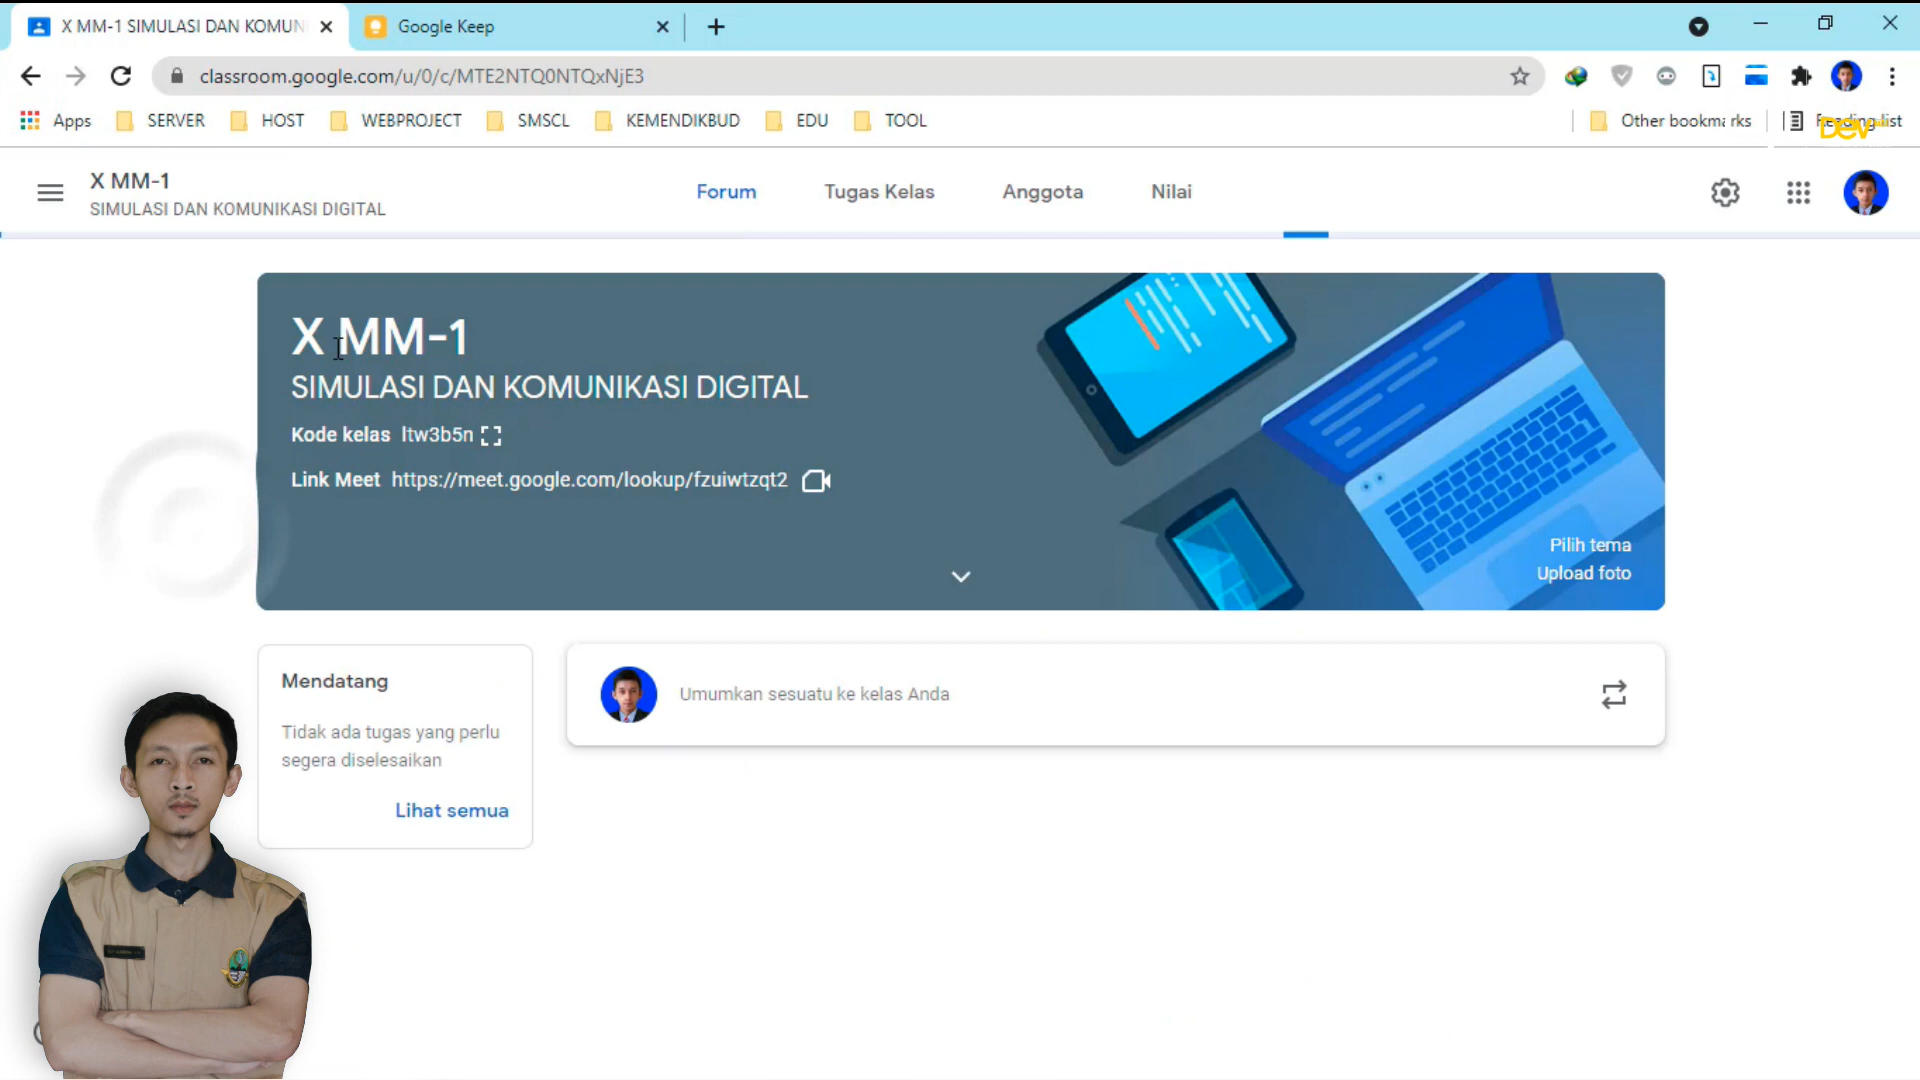 X MM-1 SIMULASI DAN KOMUN
Google Keep
classroom.google.com/u/0/c/MTE2NTQ0NTQxNjE3
Apps SERVER HOST WEBPROJECT SMSCL KEMENDIKBUD EDU TOOL Other bookmarks Reading list
DEV
X MM-1
SIMULASI DAN KOMUNIKASI DIGITAL
Forum Tugas Kelas Anggota Nilai
X MM-1
SIMULASI DAN KOMUNIKASI DIGITAL
Kode kelas ltw3b5n
Link Meet https://meet.google.com/lookup/fzuiwtzqt2
Pilih tema
Upload foto
Mendatang
Tidak ada tugas yang perlu
segera diselesaikan
Lihat semua
Umumkan sesuatu ke kelas Anda